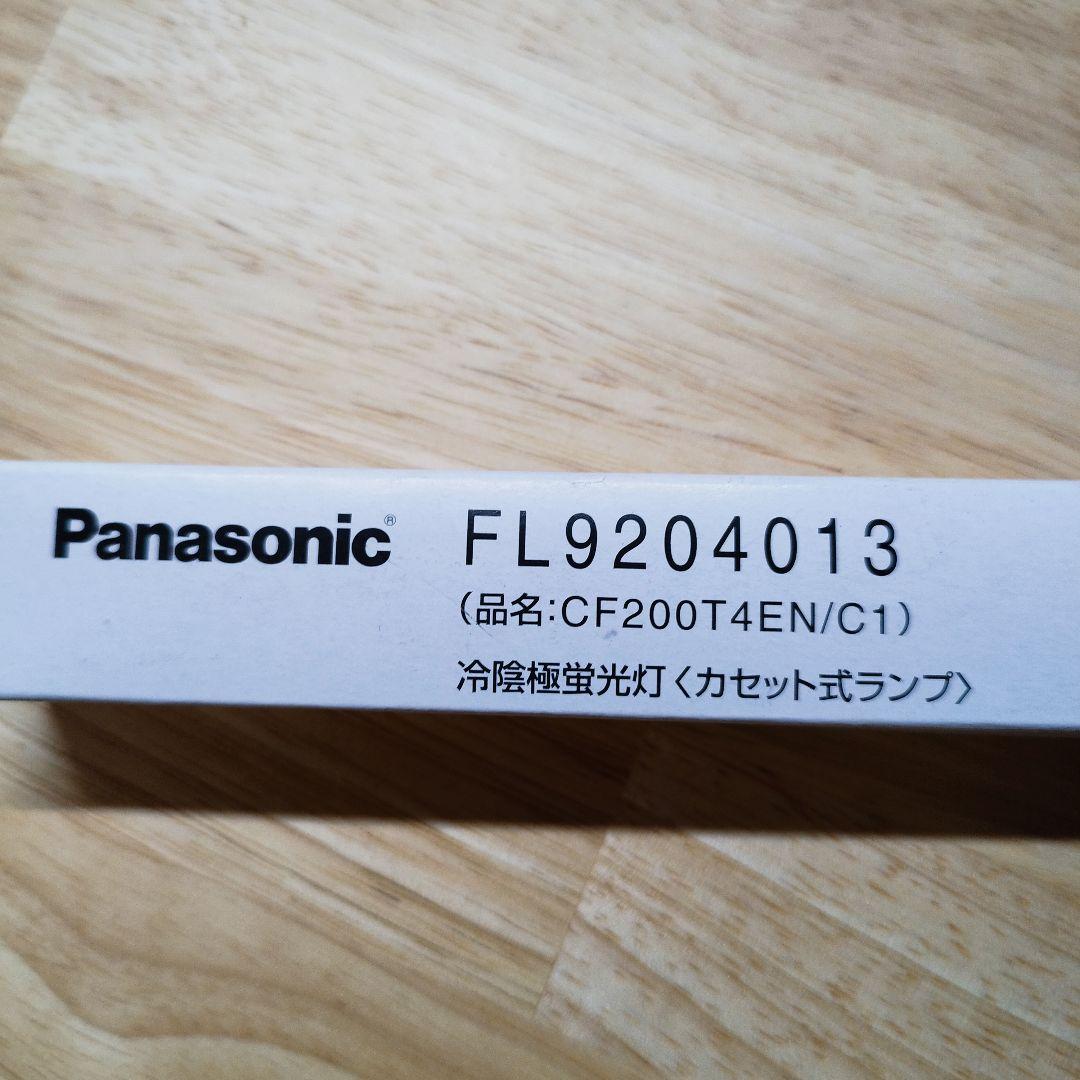 Panasonic® FL9204013
(品名:CF200T4EN/C1)
冷陰極蛍光灯〈カセット式ランプ〉